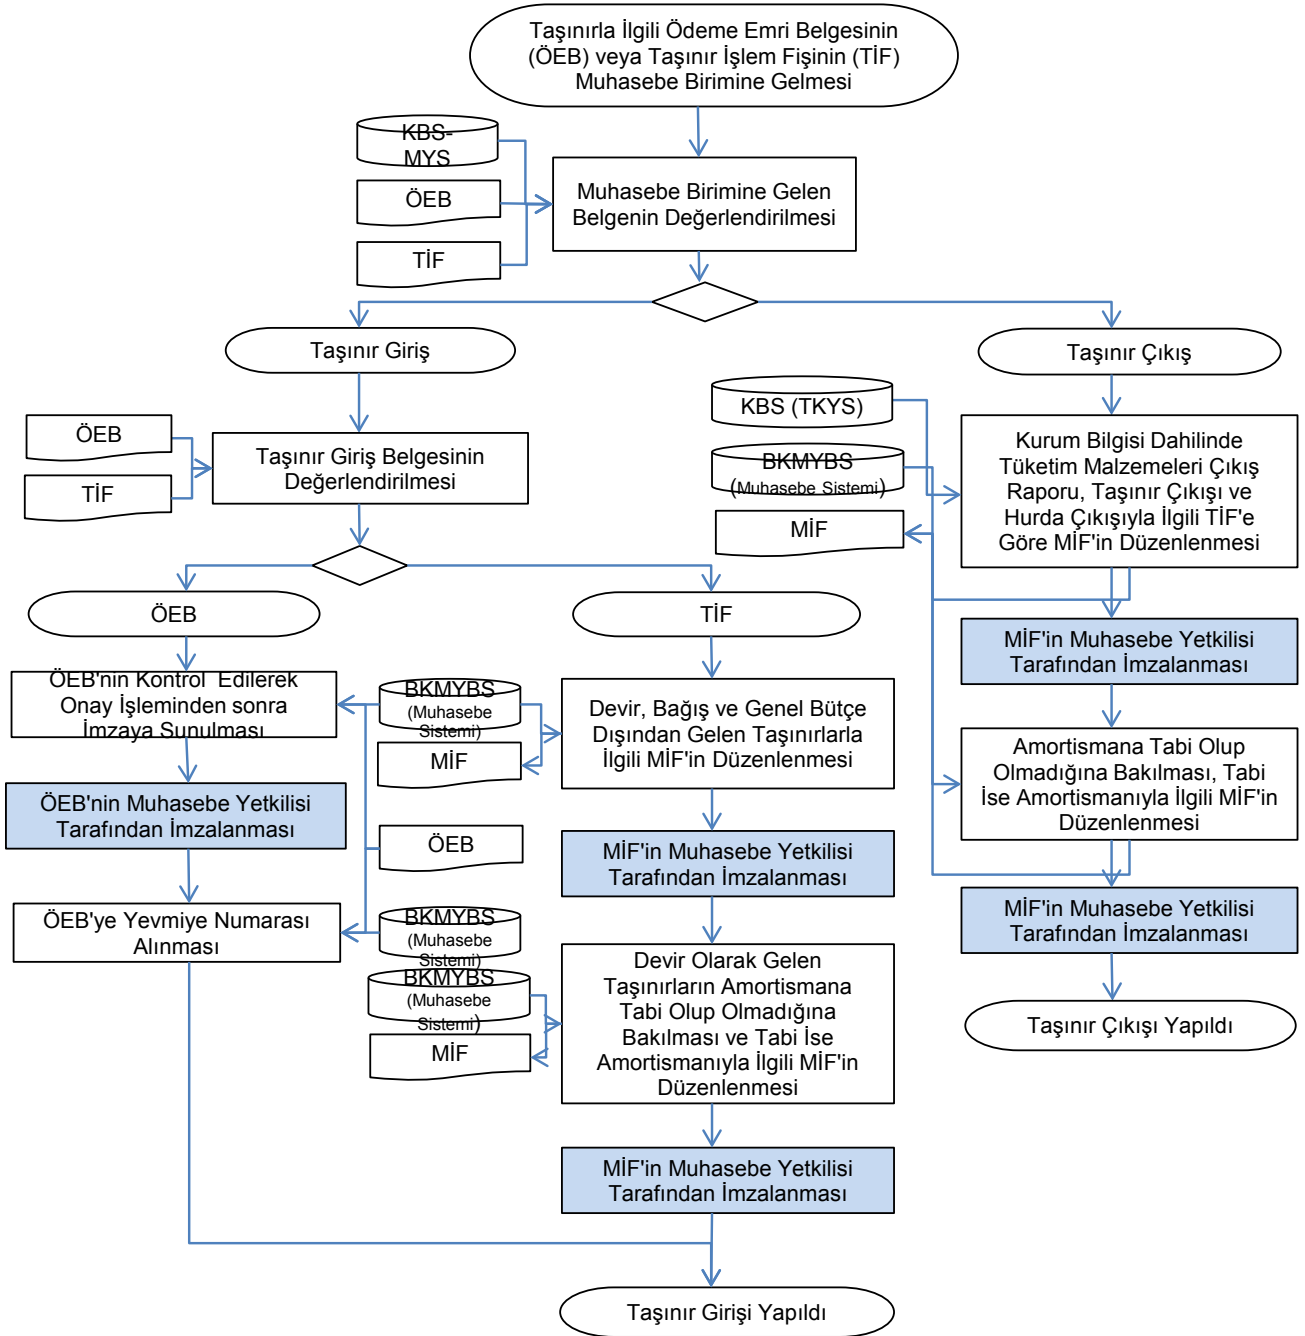 Taşınırla İlgili Ödeme Emri Belgesinin
(ÖEB) veya Taşınır İşlem Fişinin (TİF)
Muhasebe Birimine Gelmesi
KBS-
MYS
ÖEB
TİF
Muhasebe Birimine Gelen
Belgenin Değerlendirilmesi
Taşınır Giriş
Taşınır Çıkış
ÖEB
TİF
Taşınır Giriş Belgesinin
Değerlendirilmesi
KBS (TKYS)
BKMYBS
(Muhasebe Sistemi)
MİF
Kurum Bilgisi Dahilinde
Tüketim Malzemeleri Çıkış
Raporu, Taşınır Çıkışı ve
Hurda Çıkışıyla İlgili TİF'e
Göre MİF'in Düzenlenmesi
ÖEB
TİF
MİF'in Muhasebe Yetkilisi
Tarafından İmzalanması
ÖEB'nin Kontrol Edilerek
Onay İşleminden sonra
İmzaya Sunulması
BKMYBS
(Muhasebe
Sistemi)
MİF
Devir, Bağış ve Genel Bütçe
Dışından Gelen Taşınırlarla
İlgili MİF'in Düzenlenmesi
Amortismana Tabi Olup
Olmadığına Bakılması, Tabi
İse Amortismanıyla İlgili MİF'in
Düzenlenmesi
ÖEB'nin Muhasebe Yetkilisi
Tarafından İmzalanması
ÖEB
MİF'in Muhasebe Yetkilisi
Tarafından İmzalanması
MİF'in Muhasebe Yetkilisi
Tarafından İmzalanması
ÖEB'ye Yevmiye Numarası
Alınması
BKMYBS
(Muhasebe
Sistemi)
BKMYBS
(Muhasebe
Sistemi)
MİF
Devir Olarak Gelen
Taşınırların Amortismana
Tabi Olup Olmadığına
Bakılması ve Tabi İse
Amortismanıyla İlgili MİF'in
Düzenlenmesi
Taşınır Çıkışı Yapıldı
MİF'in Muhasebe Yetkilisi
Tarafından İmzalanması
Taşınır Girişi Yapıldı